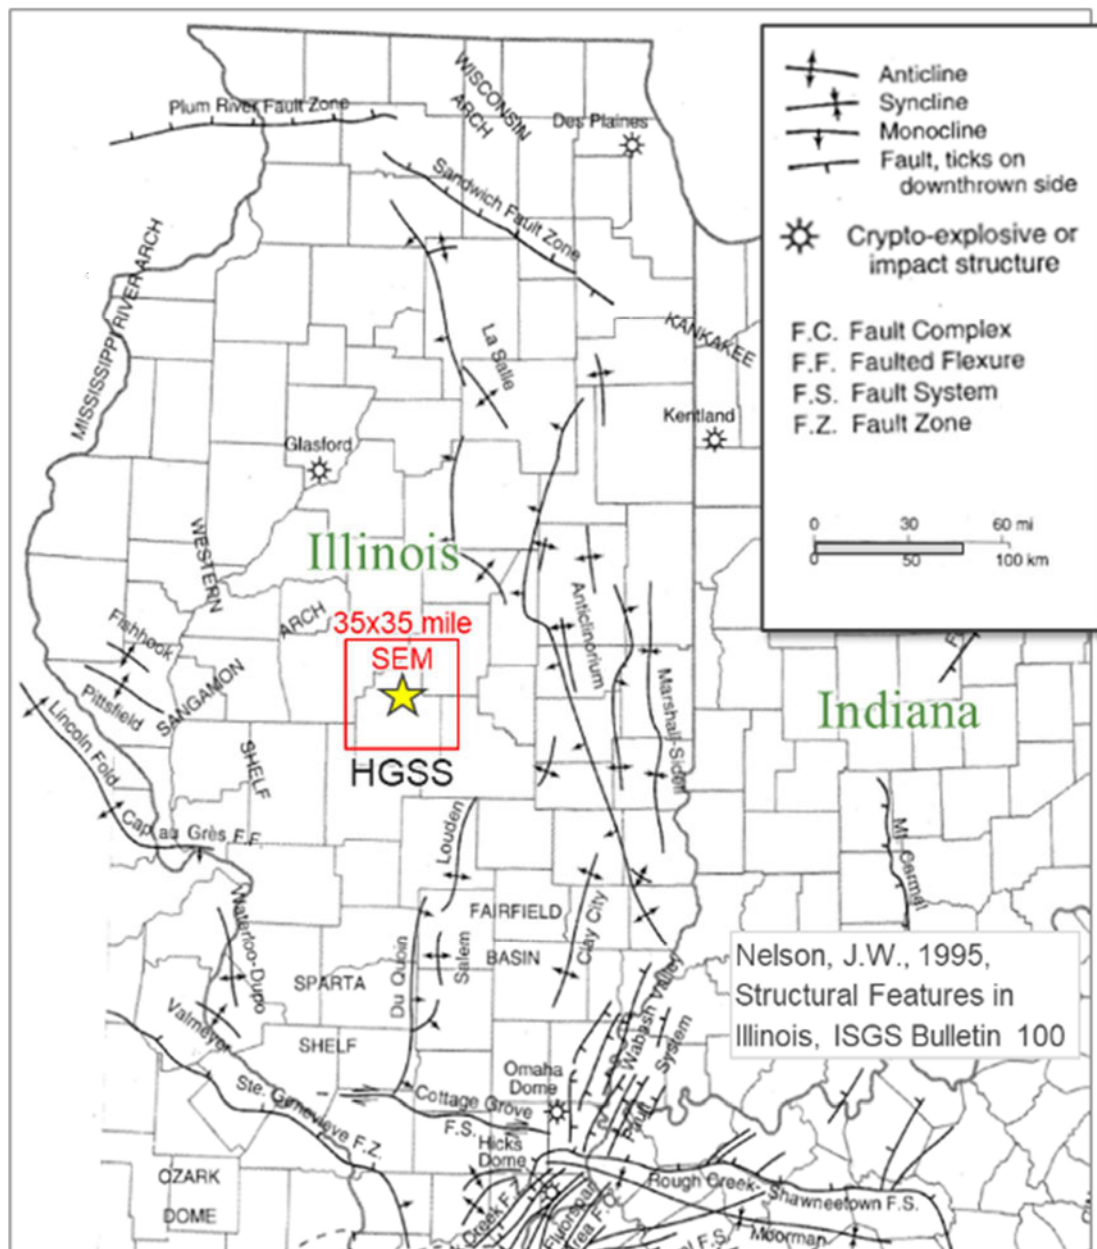 Anticline
Syncline
Monocline
Fault, ticks on
downthrown side
Crypto-explosive or
impact structure
F.C. Fault Complex
F.F. Faulted Flexure
F.S. Fault System
F.Z. Fault Zone
0 30 60 mi
0 50 100 km
Plum River Fault Zone
WISCONSIN
ARCH
Des Plaines
Sandwich Fault Zone
MISSISSIPPI RIVER ARCH
KANKAKEE
La Salle
Kentland
Glasford
Illinois
WESTERN
Anticlinorium
ARCH
35x35 mile
SEM
HGSS
Fishhook
Pittsfield
SANGAMON
Lincoln Fold
SHELF
Marshall-Sidell
Indiana
Cap au Grès F.F.
Louden
Mt. Carmel
Waterloo-Dupo
FAIRFIELD
BASIN
Clay City
Du Quoin
Salem
SPARTA
SHELF
Valmeyer
Wabash Valley
Fault
System
Nelson, J.W., 1995,
Structural Features in
Illinois, ISGS Bulletin 100
Omaha
Dome
Ste. Genevieve F.Z.
Cottage Grove
F.S.
Hicks
Dome
OZARK
DOME
Rough Creek-Shawneetown F.S.
Creek F.Z.
Fluorspar
Area F.C.
Moorman
F.S.